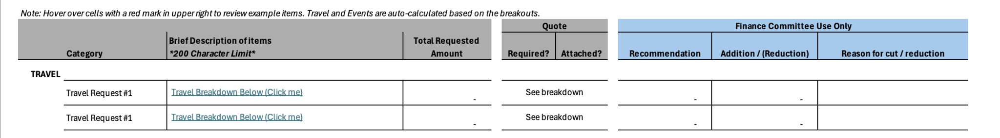 Note: Hover over cells with a red mark in upper right to review example items. Travel and Events are auto-calculated based on the breakouts.
Quote Finance Committee Use Only
Brief Description of items Total Requested
Category *200 Character Limit* Amount Required? Attached? Recommendation Addition / (Reduction) Reason for cut / reduction
TRAVEL
Travel Request #1 Travel Breakdown Below (Click me) - See breakdown - -
Travel Request #1 Travel Breakdown Below (Click me) - See breakdown - -